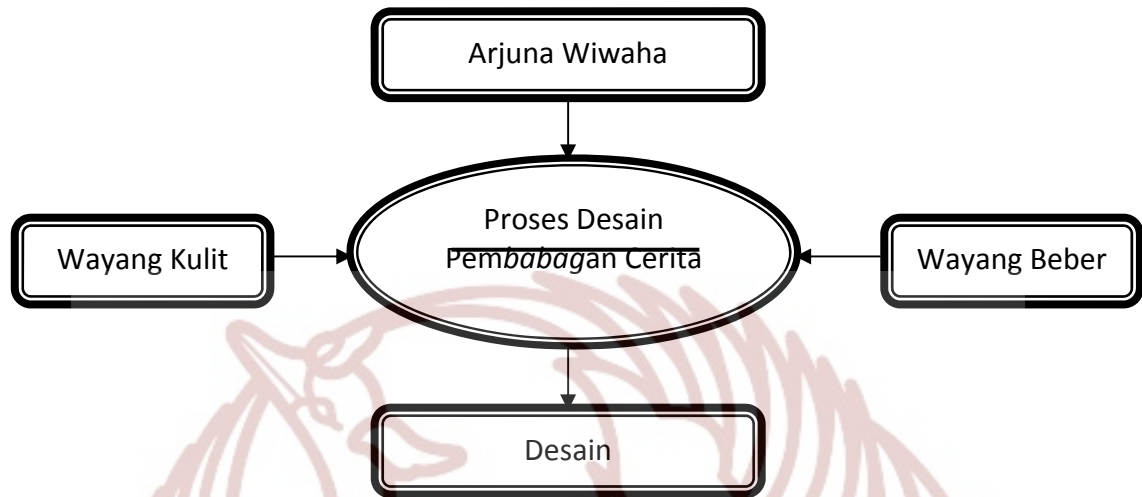 Arjuna Wiwaha
Proses Desain
Pembabagan Cerita
Wayang Kulit
Wayang Beber
Desain